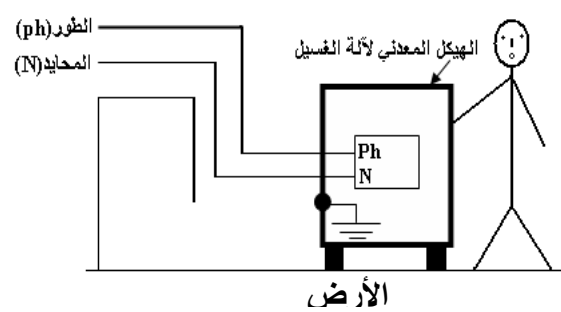 الطور(ph)
المحايد(N)
الهيكل المعدني لآلة الغسيل
Ph
N
الأرض